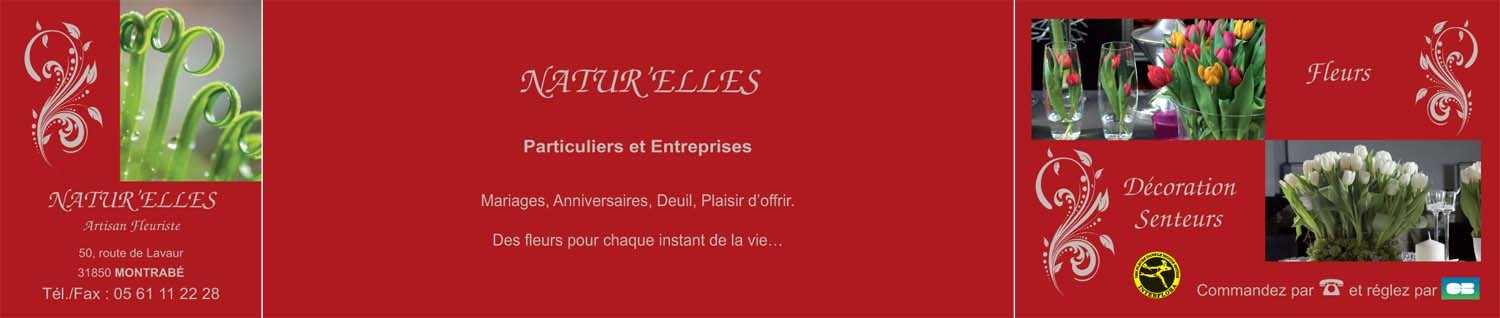 NATUR'ELLES
Artisan Fleuriste
50, route de Lavaur
31850 MONTRABÉ
Tél./Fax : 05 61 11 22 28
NATUR'ELLES
Particuliers et Entreprises
Mariages, Anniversaires, Deuil, Plaisir d'offrir.
Des fleurs pour chaque instant de la vie…
Fleurs
Décoration
Senteurs
INTERFLORA
Commandez par ☎ et réglez par CB